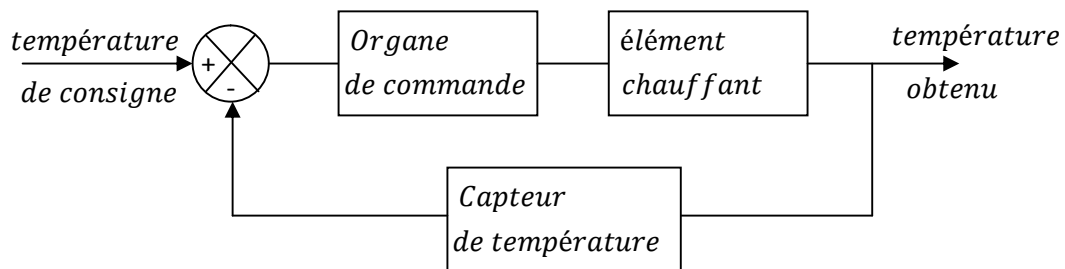 température
de consigne
+
-
Organe
de commande
élément
chauffant
température
obtenu
Capteur
de température